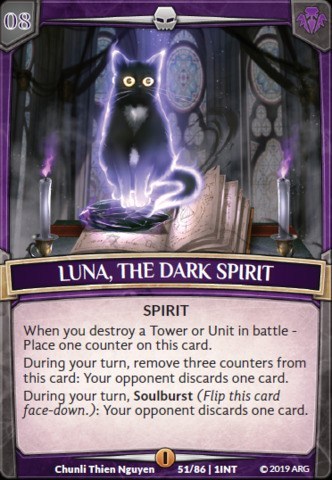 08
LUNA, THE DARK SPIRIT
SPIRIT
When you destroy a Tower or Unit in battle -
Place one counter on this card.
During your turn, remove three counters from
this card: Your opponent discards one card.
During your turn, Soulburst (Flip this card
face-down.): Your opponent discards one card.
I
Chunli Thien Nguyen 51/86 | 1INT © 2019 ARG